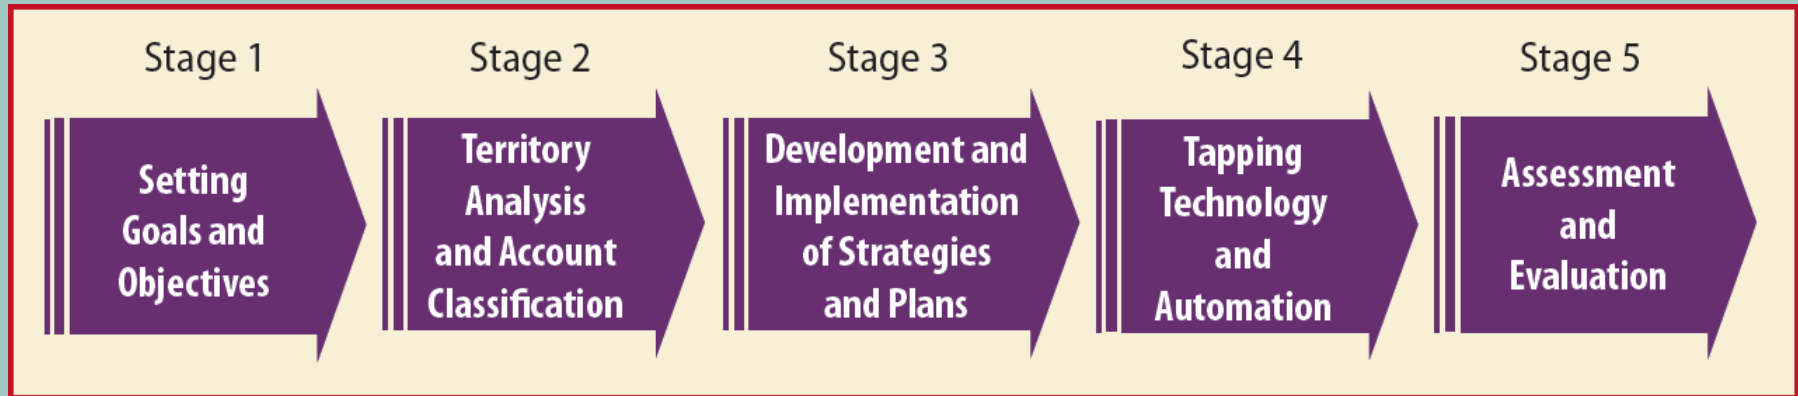 Stage 1
Setting
Goals and
Objectives
Stage 2
Territory
Analysis
and Account
Classification
Stage 3
Development and
Implementation
of Strategies
and Plans
Stage 4
Tapping
Technology
and
Automation
Stage 5
Assessment
and
Evaluation